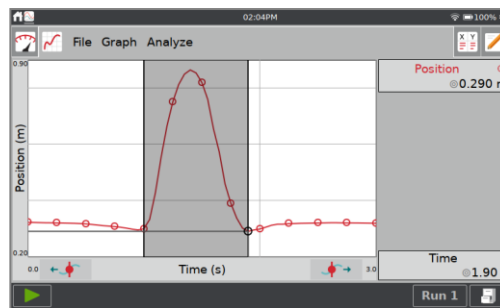 02:04PM 100%
File Graph Analyze
X Y
0.90
Position
0.290
Position (m)
0.20
0.0 Time (s) 3.0
Time
1.90
Run 1